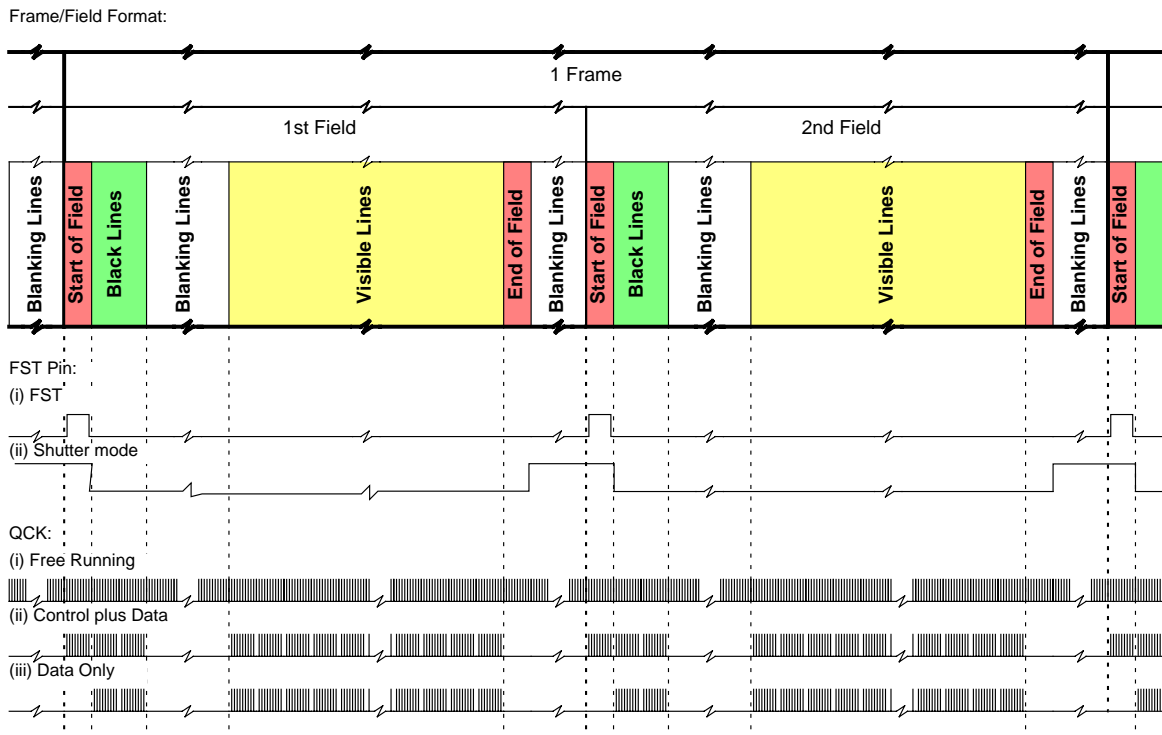 Frame/Field Format:
1 Frame
1st Field
2nd Field
Blanking Lines
Start of Field
Black Lines
Blanking Lines
Visible Lines
End of Field
Blanking Lines
Start of Field
Black Lines
Blanking Lines
Visible Lines
End of Field
Blanking Lines
Start of Field
FST Pin:
(i) FST
(ii) Shutter mode
QCK:
(i) Free Running
(ii) Control plus Data
(iii) Data Only